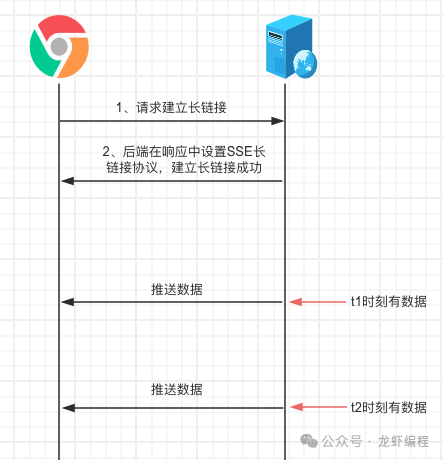 1、请求建立长链接
2、后端在响应中设置SSE长
链接协议，建立长链接成功
推送数据
t1时刻有数据
推送数据
t2时刻有数据
公众号·龙虾编程